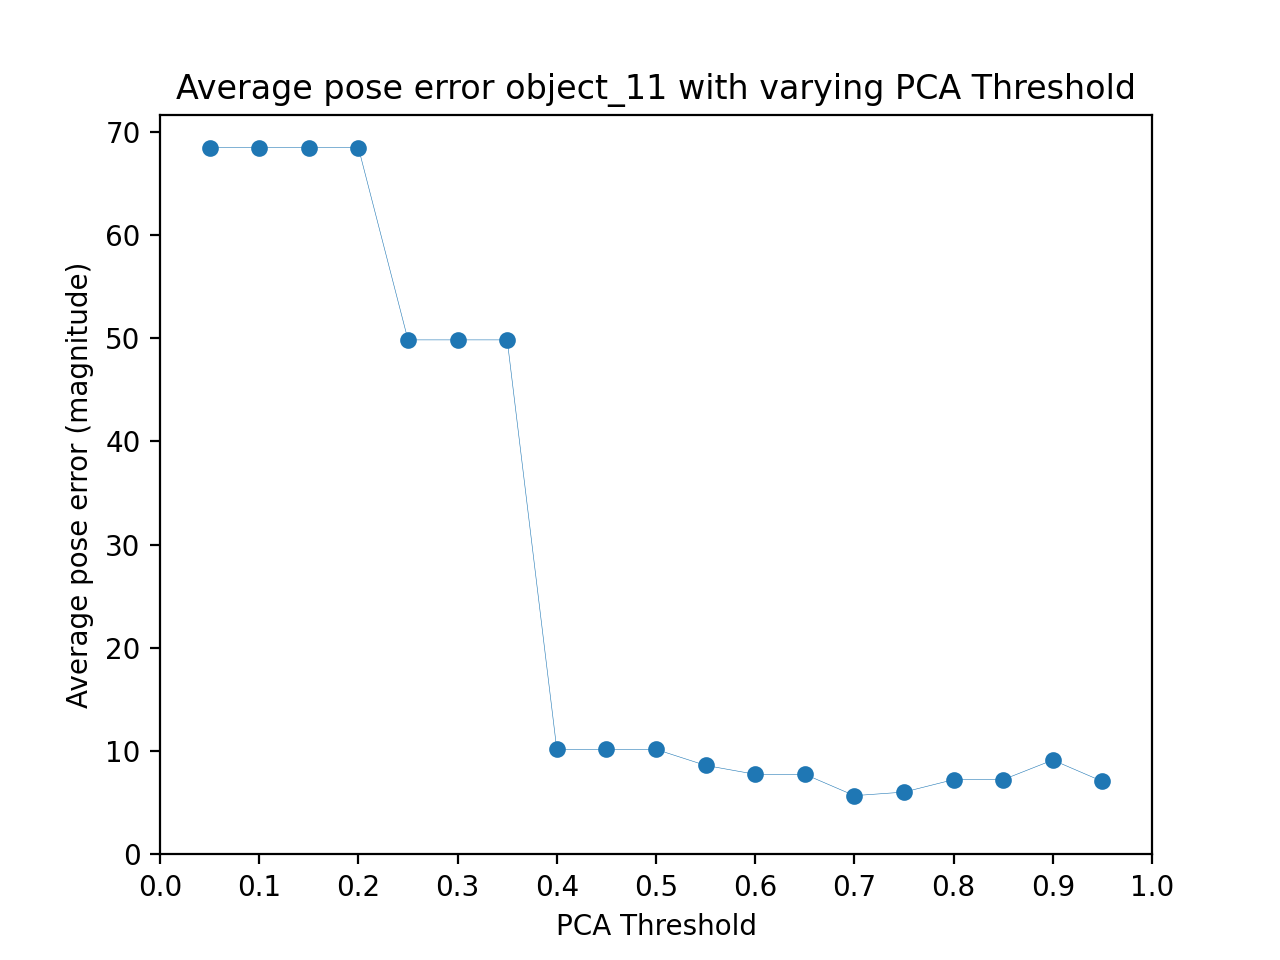 Average pose error object_11 with varying PCA Threshold
Average pose error (magnitude)
70
60
50
40
30
20
10
0
0.0 0.1 0.2 0.3 0.4 0.5 0.6 0.7 0.8 0.9 1.0
PCA Threshold